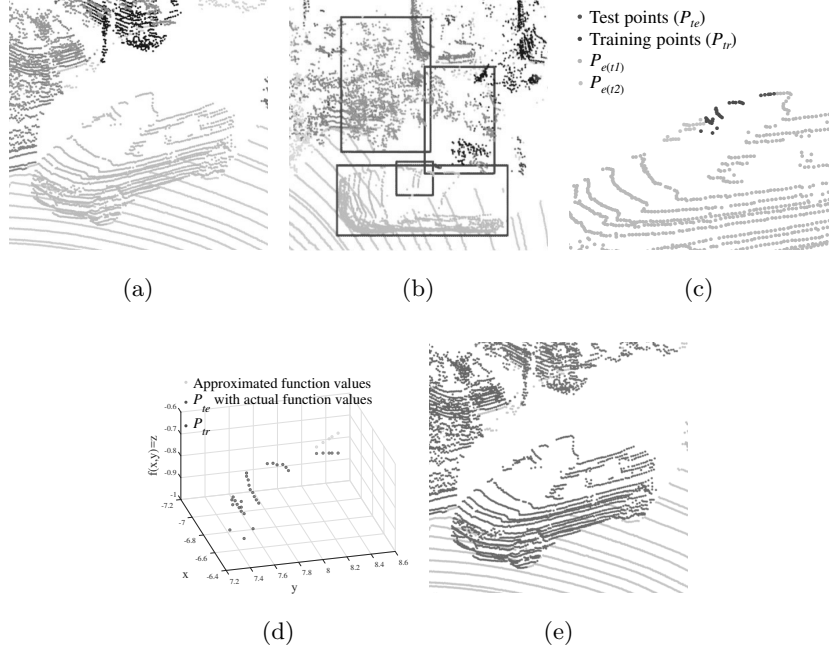 Test points (P_te)
Training points (P_tr)
P_e(t1)
P_e(t2)
(a)
(b)
(c)
Approximated function values
P_te with actual function values
P_tr
f(x,y)=z
-0.6
-0.7
-0.8
-0.9
-1
-7.2
-7
-6.8
-6.6
-6.4
x
7.2
7.4
7.6
7.8
8
8.2
8.4
8.6
y
(d)
(e)